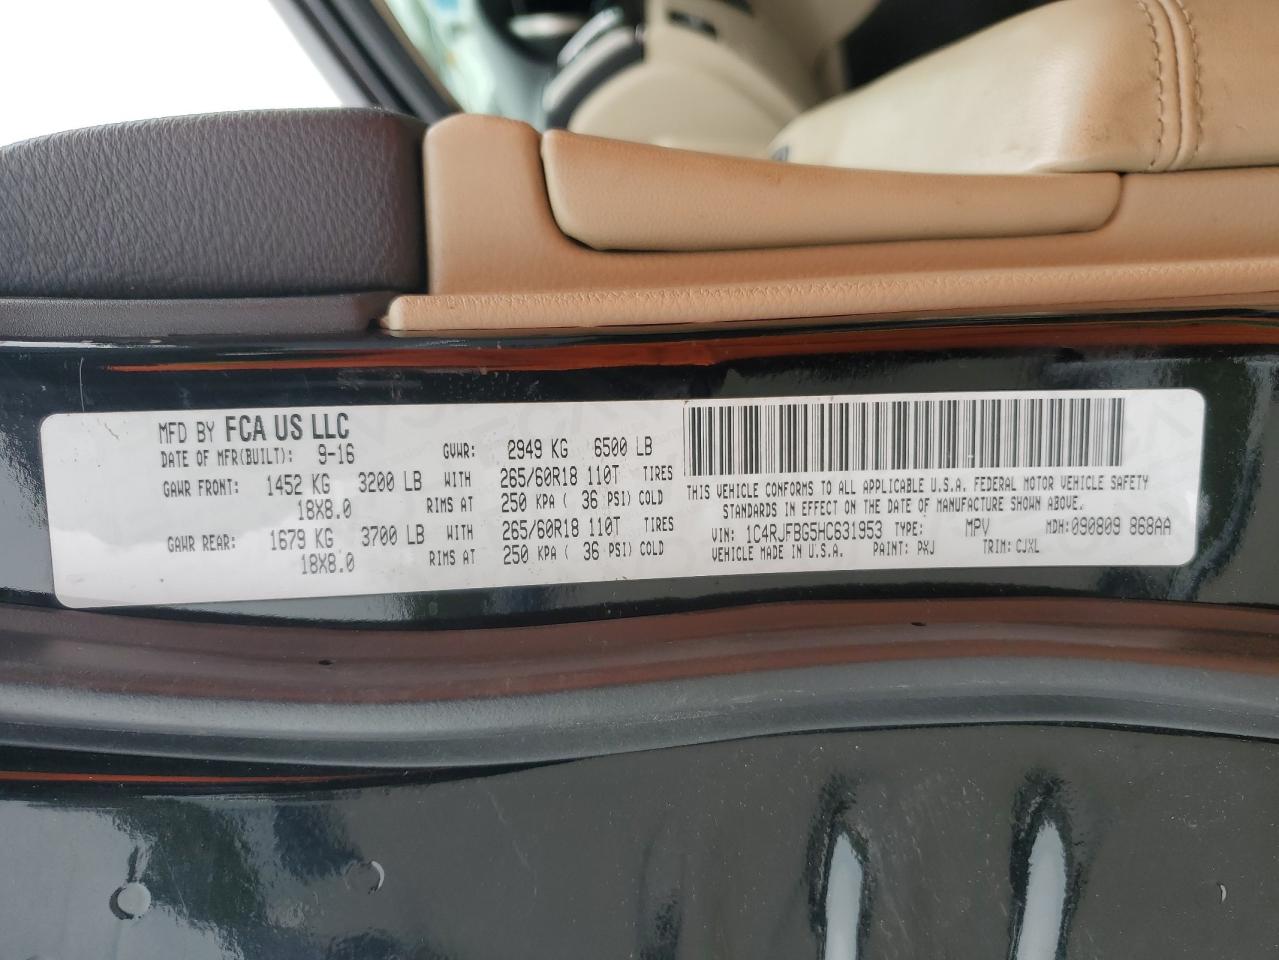 MFD BY FCA US LLC
DATE OF MFR(BUILT): 9-16 GVWR: 2949 KG 6500 LB
GAWR FRONT: 1452 KG 3200 LB WITH 265/60R18 110T TIRES
18X8.0 RIMS AT 250 KPA ( 36 PSI) COLD
GAWR REAR: 1679 KG 3700 LB WITH 265/60R18 110T TIRES
18X8.0 RIMS AT 250 KPA ( 36 PSI) COLD
THIS VEHICLE CONFORMS TO ALL APPLICABLE U.S.A. FEDERAL MOTOR VEHICLE SAFETY
STANDARDS IN EFFECT ON THE DATE OF MANUFACTURE SHOWN ABOVE.
VIN: 1C4RJFBG5HC631953 TYPE: MPV MDH: 090809 868AA
VEHICLE MADE IN U.S.A. PAINT: PXJ TRIM: CJXL